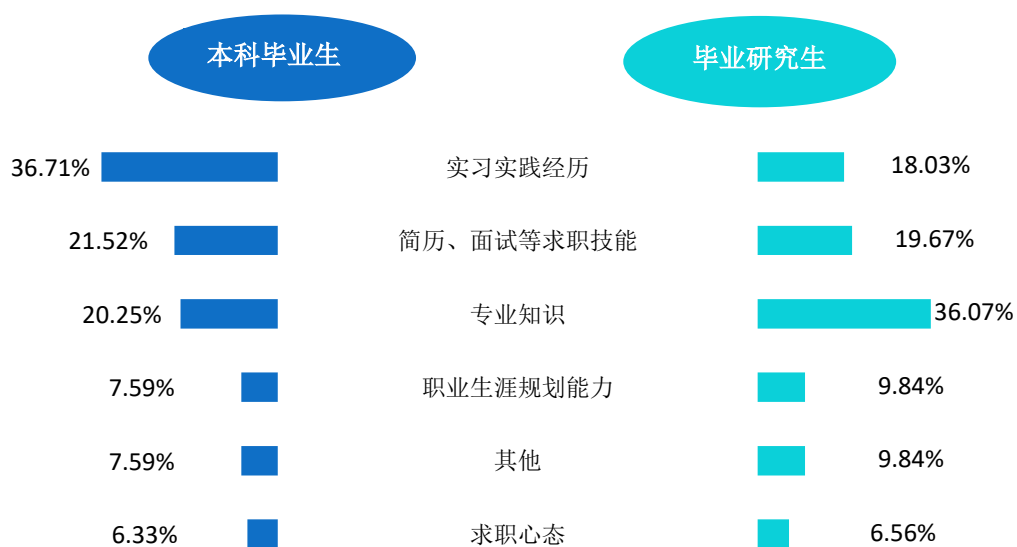 本科毕业生 毕业研究生
36.71% 实习实践经历 18.03%
21.52% 简历、面试等求职技能 19.67%
20.25% 专业知识 36.07%
7.59% 职业生涯规划能力 9.84%
7.59% 其他 9.84%
6.33% 求职心态 6.56%